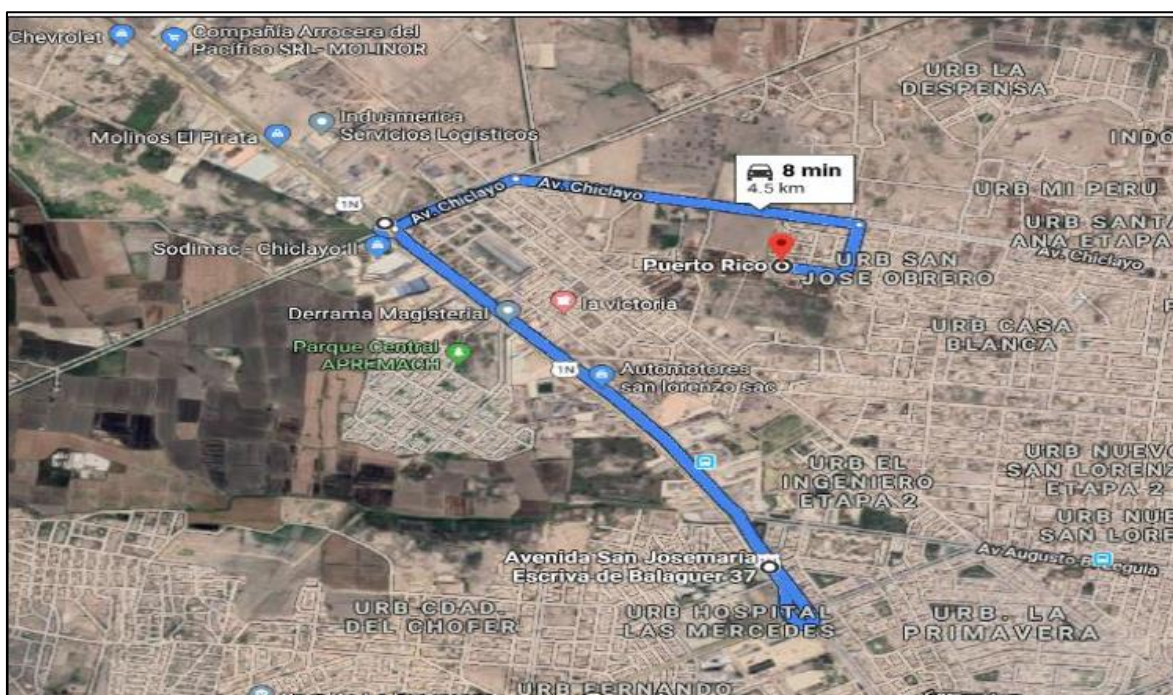 Chevrolet
Compañía Arrocera del
Pacífico SRL- MOLINOR
URB LA
DESPENSA
Induamerica
Servicios Logísticos
Molinos El Pirata
INDO
8 min
4.5 km
Av. Chiclayo
Av. Chiclayo
1N
URB MI PERU
URB SANTA
ANA ETAPA
Av. Chiclayo
Sodimac - Chiclayo II
Puerto Rico
URB SAN
JOSE OBRERO
Derrama Magisterial
la victoria
URB CASA
BLANCA
Parque Central
APREMACH
1N
Automotores
san lorenzo sac
URB EL
INGENIERO
ETAPA 2
URB NUEVO
SAN LOREN
ETAPA 2
URB NUE
SAN LORE
Avenida San Josemaría
Escriva de Balaguer 37
Av Augusto B. Leguia
URB CDAD.
DEL CHOFER
URB HOSPITAL
LAS MERCEDES
URB. LA
PRIMAVERA
URB FERNANDO